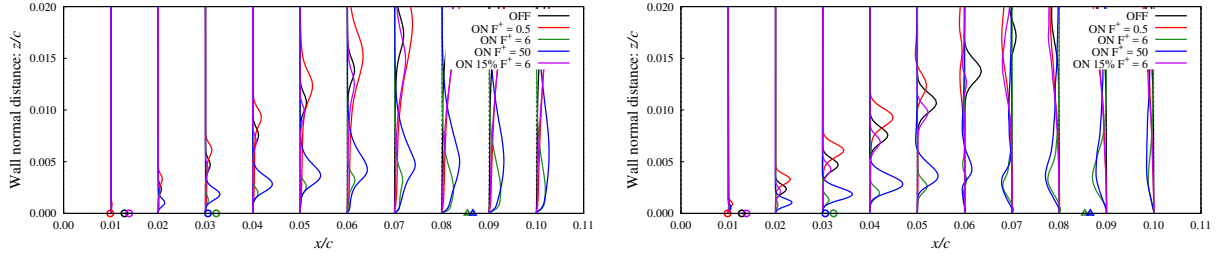 0.020
0.015
0.010
0.005
0.000
Wall normal distance: z/c
OFF
ON F+ = 0.5
ON F+ = 6
ON F+ = 50
ON 15% F+ = 6
0.00 0.01 0.02 0.03 0.04 0.05 0.06 0.07 0.08 0.09 0.10 0.11
x/c
0.020
0.015
0.010
0.005
0.000
Wall normal distance: z/c
OFF
ON F+ = 0.5
ON F+ = 6
ON F+ = 50
ON 15% F+ = 6
0.00 0.01 0.02 0.03 0.04 0.05 0.06 0.07 0.08 0.09 0.10 0.11
x/c